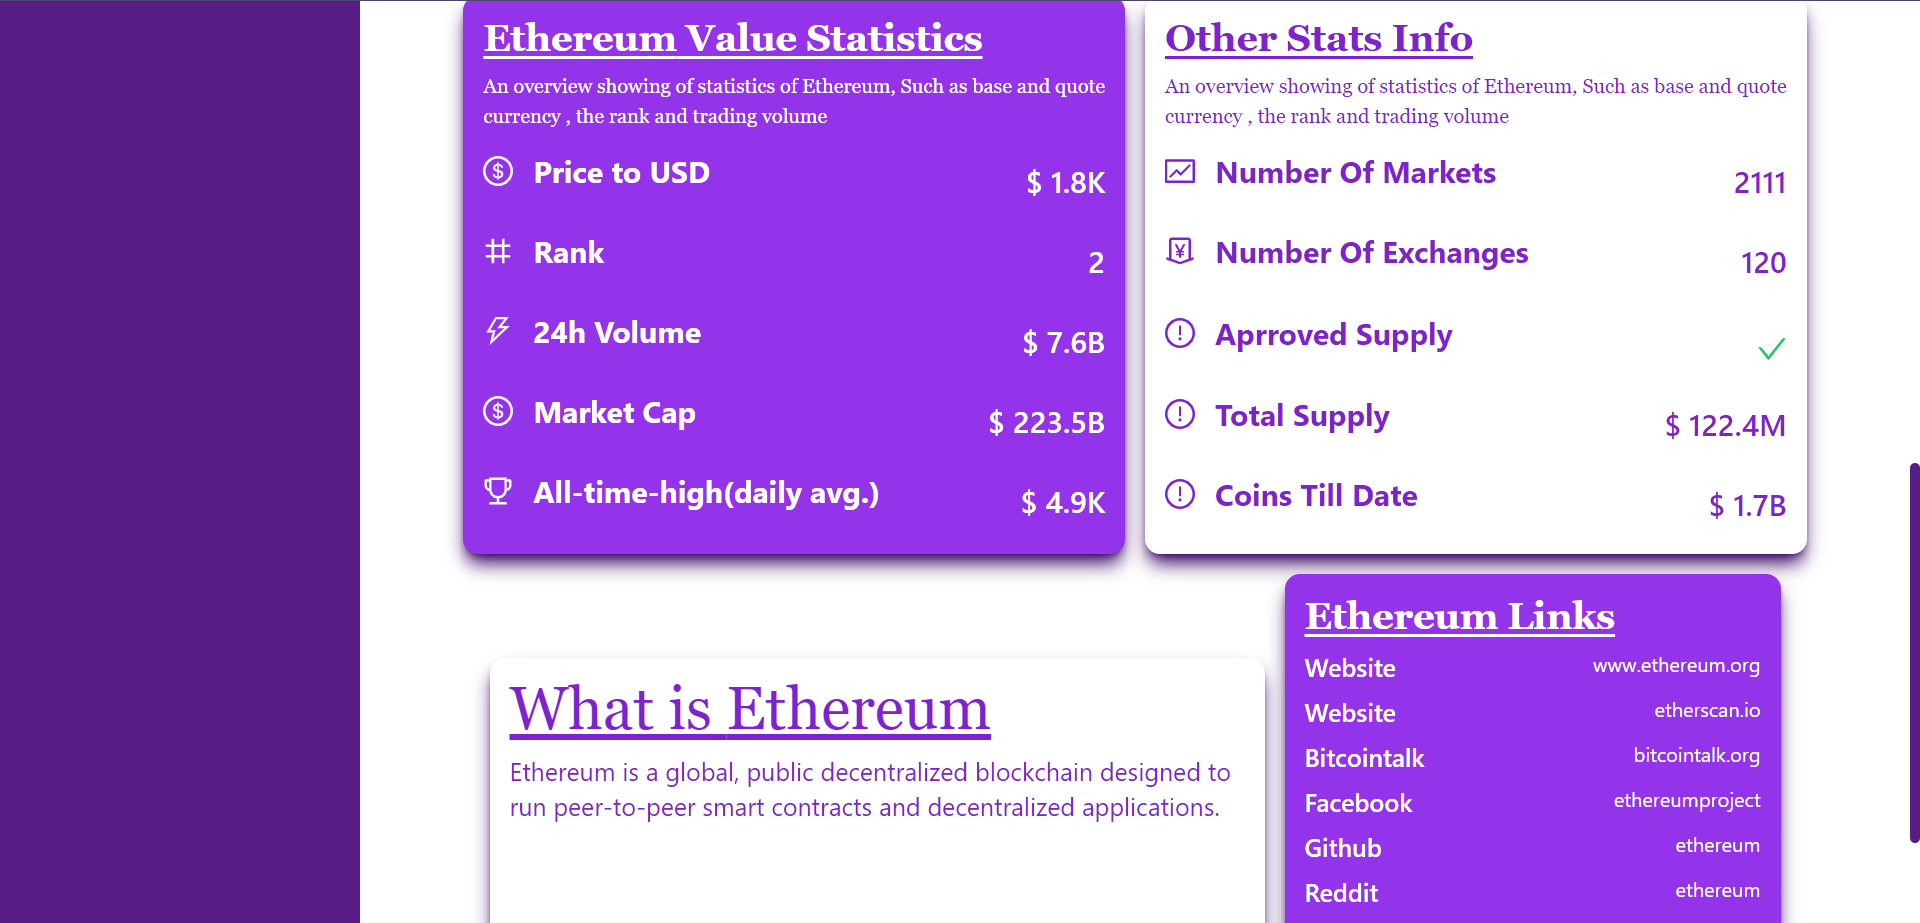 Ethereum Value Statistics
An overview showing of statistics of Ethereum, Such as base and quote
currency , the rank and trading volume
Price to USD
$ 1.8K
Rank
2
24h Volume
$ 7.6B
Market Cap
$ 223.5B
All-time-high(daily avg.)
$ 4.9K
Other Stats Info
An overview showing of statistics of Ethereum, Such as base and quote
currency , the rank and trading volume
Number Of Markets
2111
Number Of Exchanges
120
Aprroved Supply
Total Supply
$ 122.4M
Coins Till Date
$ 1.7B
What is Ethereum
Ethereum is a global, public decentralized blockchain designed to
run peer-to-peer smart contracts and decentralized applications.
Ethereum Links
Website
www.ethereum.org
Website
etherscan.io
Bitcointalk
bitcointalk.org
Facebook
ethereumproject
Github
ethereum
Reddit
ethereum